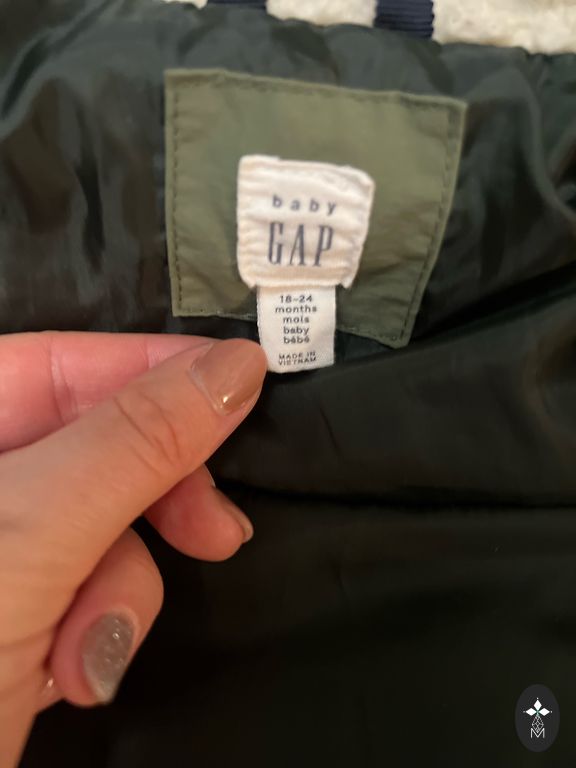 baby
GAP
18-24
months
mois
baby
bébé
MADE IN
VIETNAM